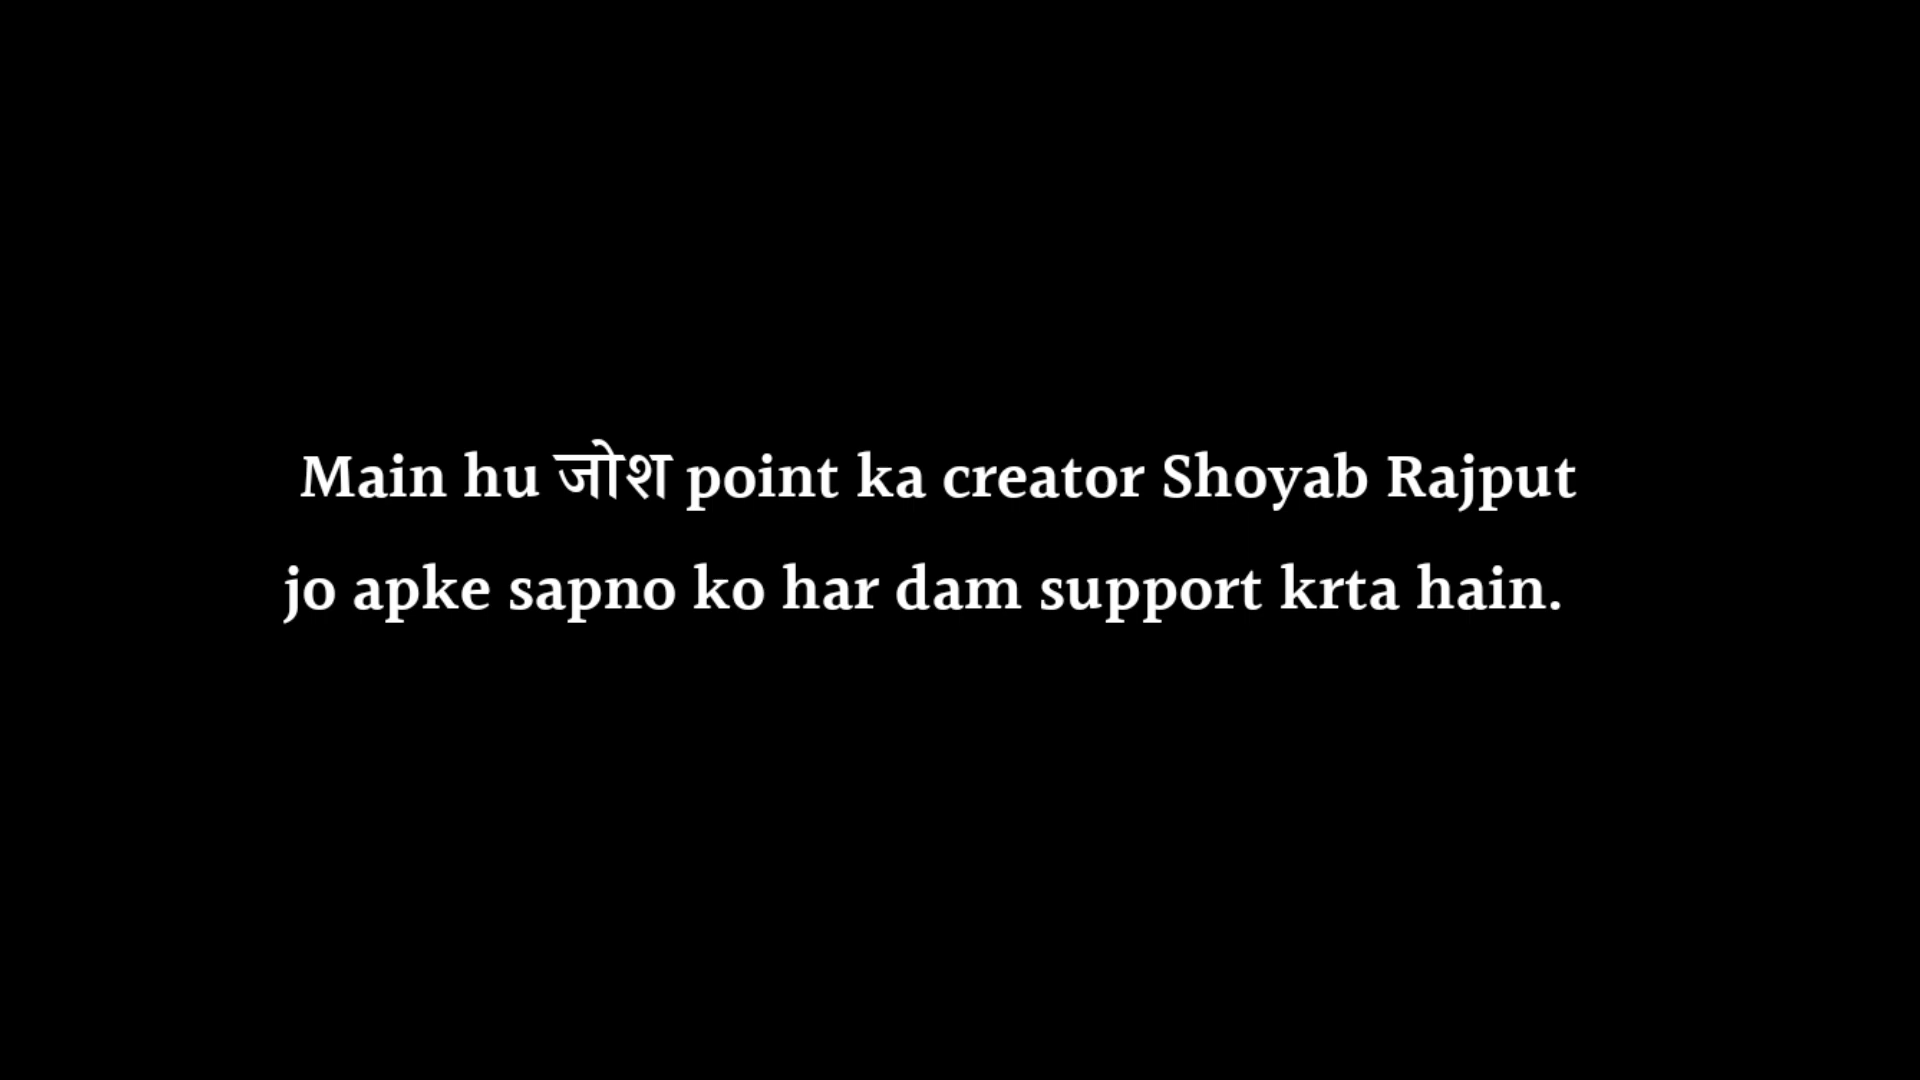 Main hu जोश point ka creator Shoyab Rajput
jo apke sapno ko har dam support krta hain.